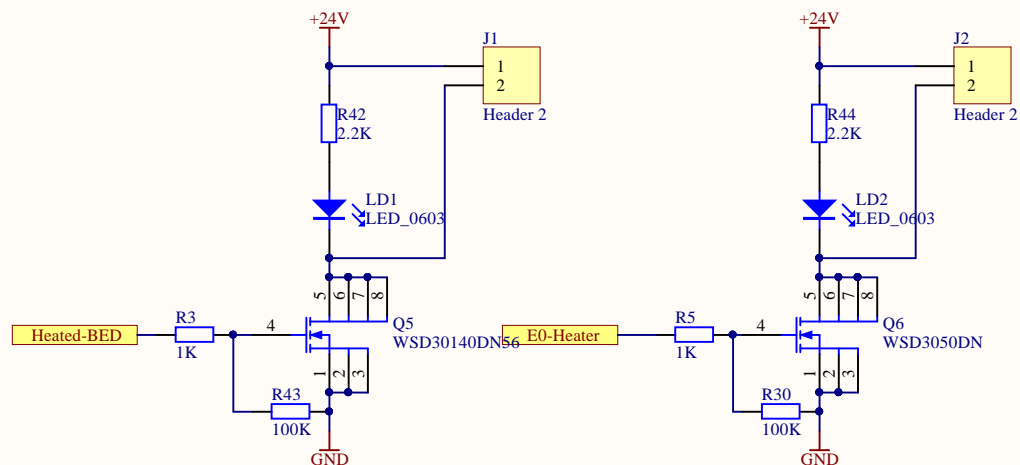 +24V
J1
1
2
Header 2
R42
2.2K
LD1
LED_0603
5 6 7 8
Heated-BED
R3
1K
4
Q5
WSD30140DN56
1 2 3
R43
100K
GND
+24V
J2
1
2
Header 2
R44
2.2K
LD2
LED_0603
5 6 7 8
E0-Heater
R5
1K
4
Q6
WSD3050DN
1 2 3
R30
100K
GND